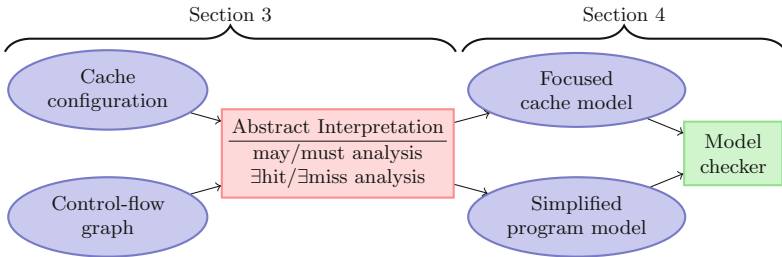 Section 3
Section 4
Cache
configuration
Control-flow
graph
Abstract Interpretation
may/must analysis
∃hit/∃miss analysis
Focused
cache model
Simplified
program model
Model
checker